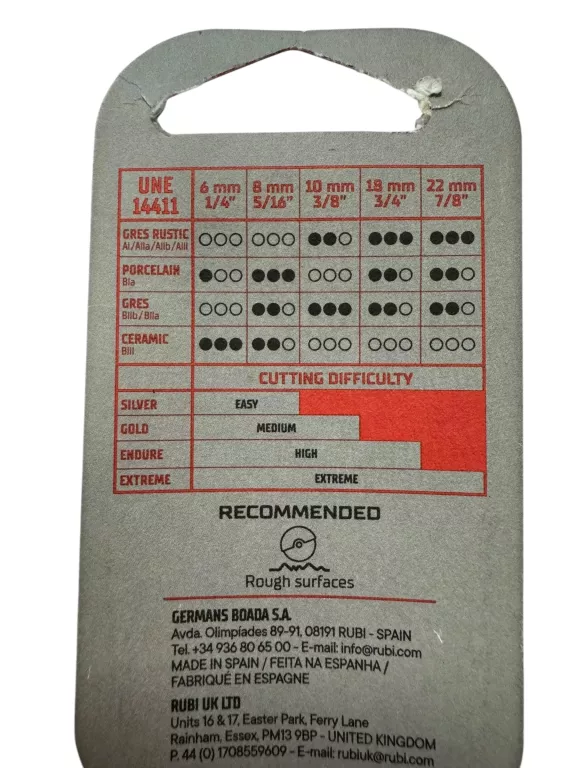 UNE 14411 6 mm 1/4" 8 mm 5/16" 10 mm 3/8" 18 mm 3/4" 22 mm 7/8"
GRES RUSTIC ○○○ ○○○ ●●○ ●●● ●●●
AI/AIIa/AIIb/AIII
PORCELAIN ●○○ ●●● ○○○ ●●○ ●●○
BIa
GRES ○○○ ●●○ ●●● ●●○ ●●○
BIIb/BIIa
CERAMIC ●●● ●●○ ○○○ ○○○ ○○○
BIII
CUTTING DIFFICULTY
SILVER EASY
GOLD MEDIUM
ENDURE HIGH
EXTREME EXTREME
RECOMMENDED
Rough surfaces
GERMANS BOADA S.A.
Avda. Olimpíades 89-91, 08191 RUBI - SPAIN
Tel. +34 936 80 65 00 - E-mail: info@rubi.com
MADE IN SPAIN / FEITA NA ESPANHA /
FABRIQUÉ EN ESPAGNE
RUBI UK LTD
Units 16 & 17, Easter Park, Ferry Lane
Rainham, Essex, PM13 9BP - UNITED KINGDOM
P. 44 (0) 1708559609 - E-mail: rubiuk@rubi.com